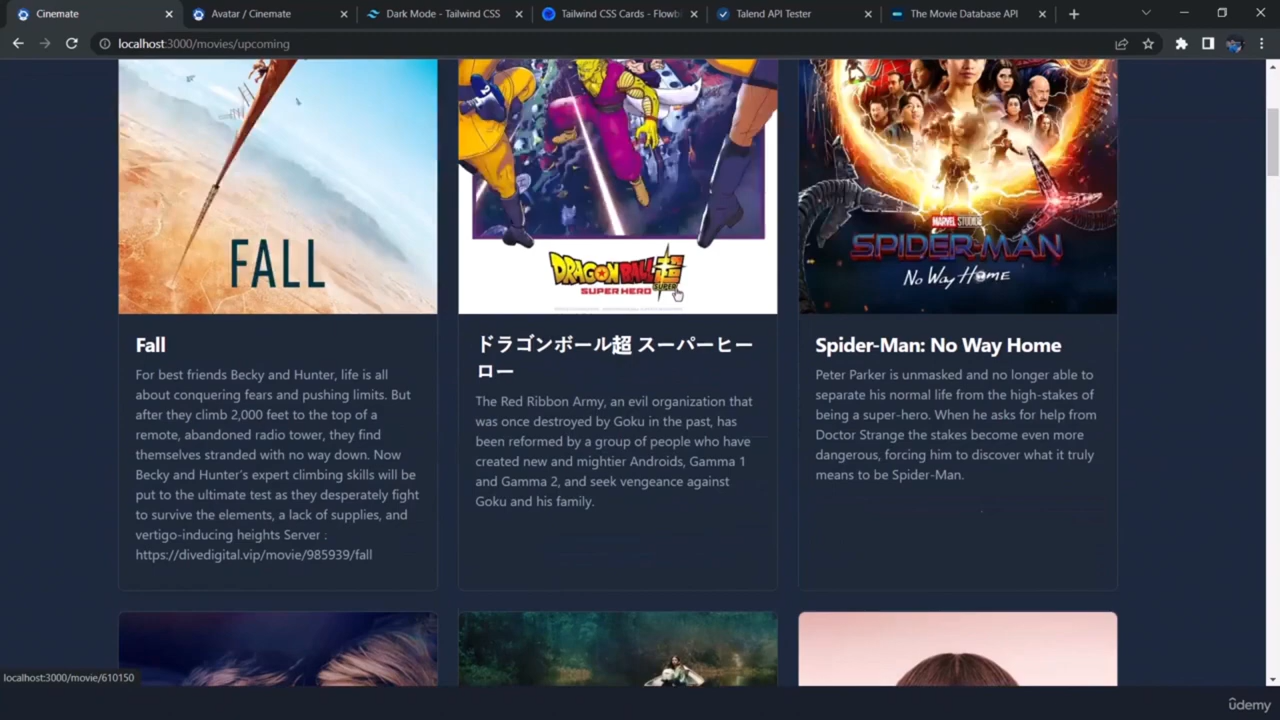 Cinemate
Avatar / Cinemate
Dark Mode - Tailwind CSS
Tailwind CSS Cards - Flowbi
Talend API Tester
The Movie Database API
localhost:3000/movies/upcoming
FALL
DRAGON BALL超
SUPER
SUPER HERO
MARVEL STUDIOS
SPIDER-MAN
No Way Home
Fall
For best friends Becky and Hunter, life is all
about conquering fears and pushing limits. But
after they climb 2,000 feet to the top of a
remote, abandoned radio tower, they find
themselves stranded with no way down. Now
Becky and Hunter's expert climbing skills will be
put to the ultimate test as they desperately fight
to survive the elements, a lack of supplies, and
vertigo-inducing heights Server :
https://divedigital.vip/movie/985939/fall
ドラゴンボール超 スーパーヒー
ロー
The Red Ribbon Army, an evil organization that
was once destroyed by Goku in the past, has
been reformed by a group of people who have
created new and mightier Androids, Gamma 1
and Gamma 2, and seek vengeance against
Goku and his family.
Spider-Man: No Way Home
Peter Parker is unmasked and no longer able to
separate his normal life from the high-stakes of
being a super-hero. When he asks for help from
Doctor Strange the stakes become even more
dangerous, forcing him to discover what it truly
means to be Spider-Man.
localhost:3000/movie/610150
ûdemy